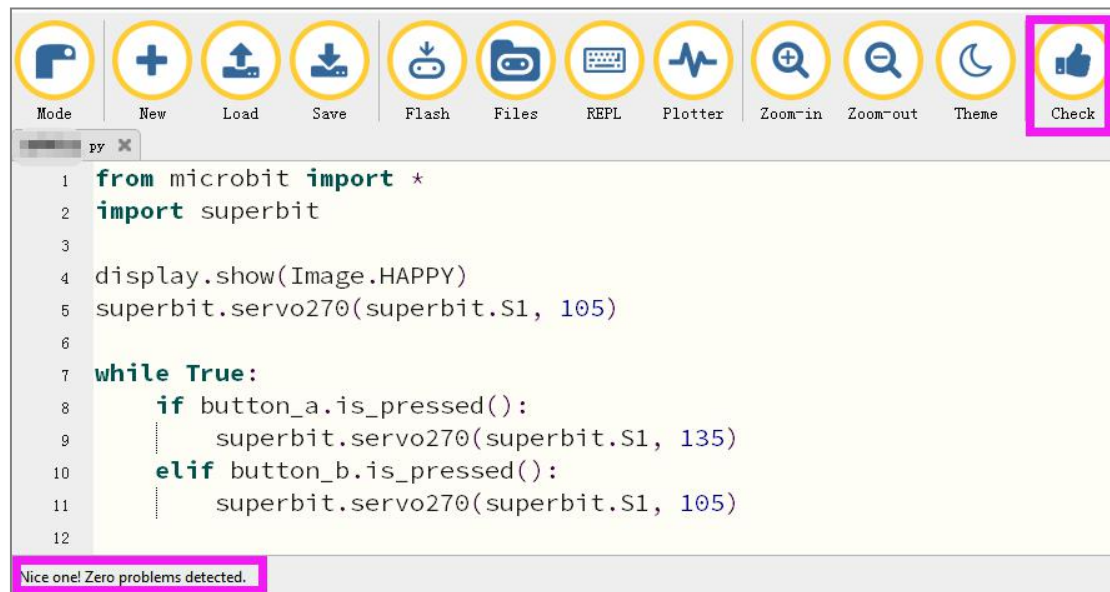 Mode New Load Save Flash Files REPL Plotter Zoom-in Zoom-out Theme Check
py
1 from microbit import *
2 import superbit
3
4 display.show(Image.HAPPY)
5 superbit.servo270(superbit.S1, 105)
6
7 while True:
8 if button_a.is_pressed():
9 superbit.servo270(superbit.S1, 135)
10 elif button_b.is_pressed():
11 superbit.servo270(superbit.S1, 105)
12
Nice one! Zero problems detected.